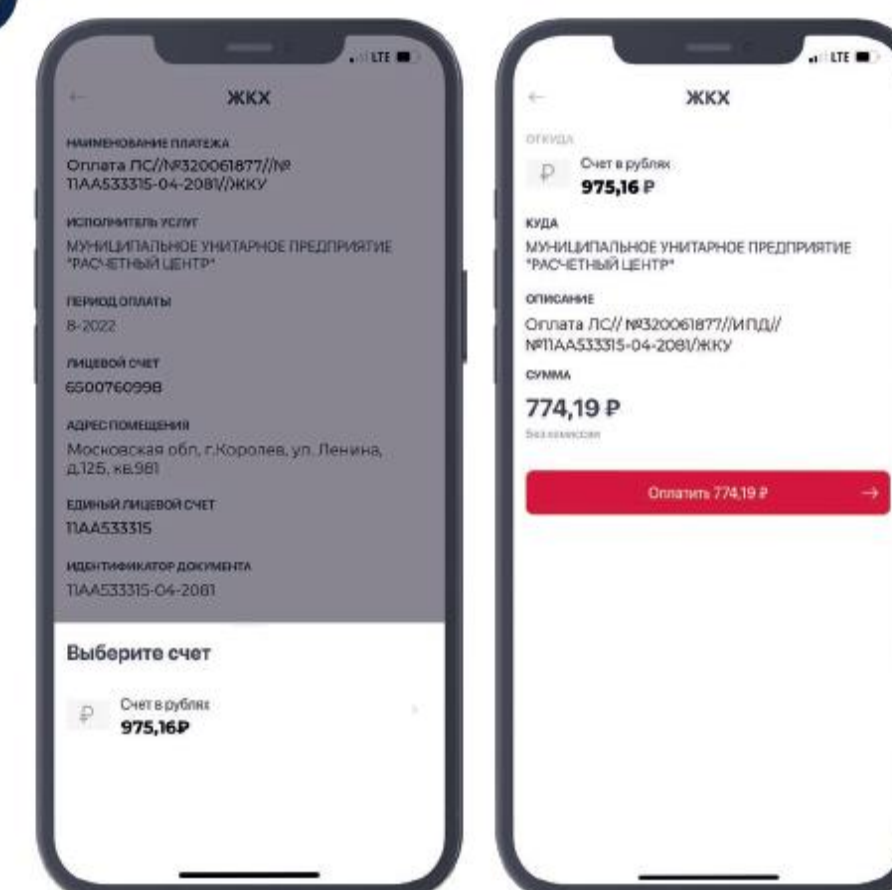 LTE
ЖКХ
НАИМЕНОВАНИЕ ПЛАТЕЖА
Оплата ЛС//№320061877//№
11АА533315-04-2081//ЖКУ
ИСПОЛНИТЕЛЬ УСЛУГ
МУНИЦИПАЛЬНОЕ УНИТАРНОЕ ПРЕДПРИЯТИЕ
"РАСЧЕТНЫЙ ЦЕНТР"
ПЕРИОД ОПЛАТЫ
8-2022
ЛИЦЕВОЙ СЧЕТ
6500760998
АДРЕС ПОМЕЩЕНИЯ
Московская обл, г.Королев, ул. Ленина,
д.125, кв.981
ЕДИНЫЙ ЛИЦЕВОЙ СЧЕТ
11АА533315
ИДЕНТИФИКАТОР ДОКУМЕНТА
11АА533315-04-2081
Выберите счет
Счет в рублях
975,16₽
LTE
ЖКХ
ОТКУДА
Счет в рублях
975,16 ₽
КУДА
МУНИЦИПАЛЬНОЕ УНИТАРНОЕ ПРЕДПРИЯТИЕ
"РАСЧЕТНЫЙ ЦЕНТР"
ОПИСАНИЕ
Оплата ЛС// №320061877//ИПД//
№11АА533315-04-2081/ЖКУ
СУММА
774,19 ₽
Без комиссии
Оплатить 774,19 ₽